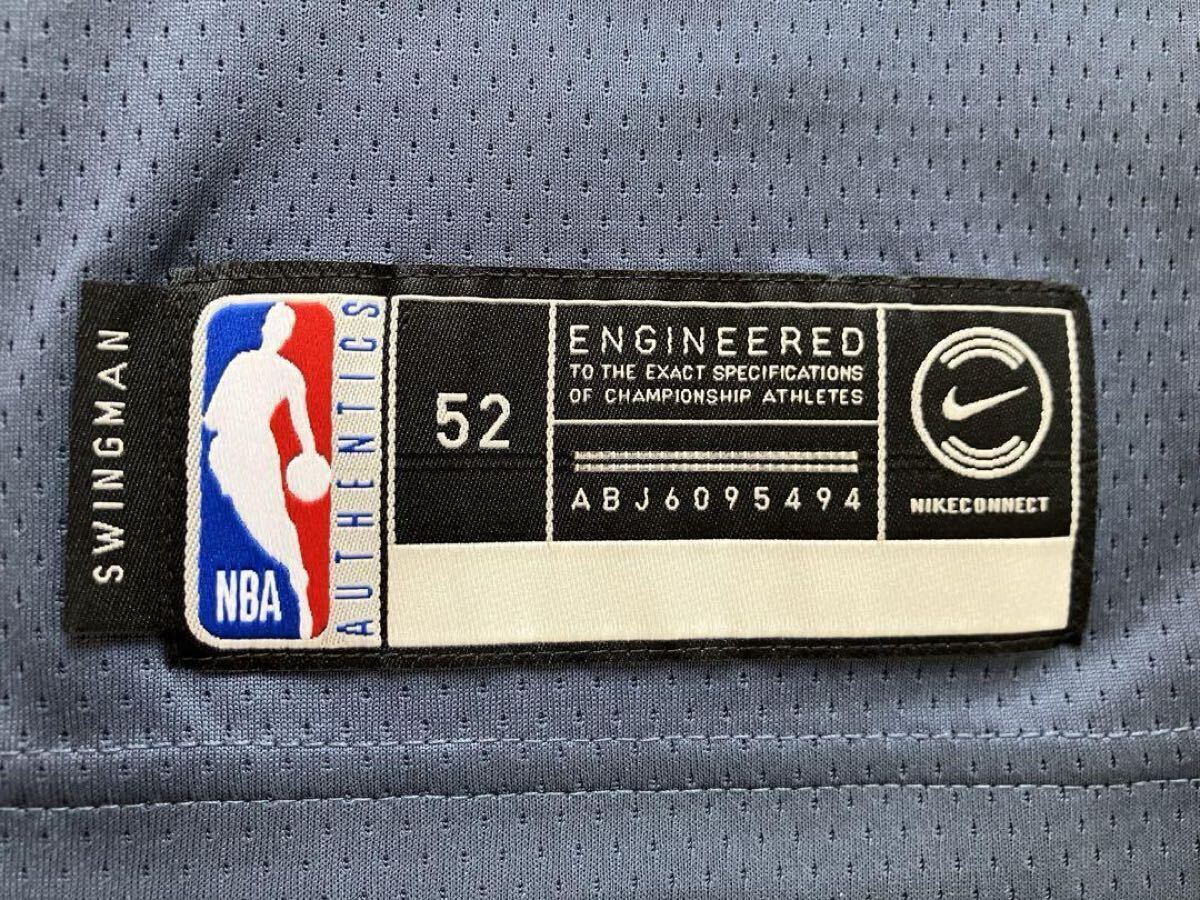 SWINGMAN
NBA
AUTHENTICS
52
ENGINEERED
TO THE EXACT SPECIFICATIONS
OF CHAMPIONSHIP ATHLETES
ABJ6095494
NIKECONNECT